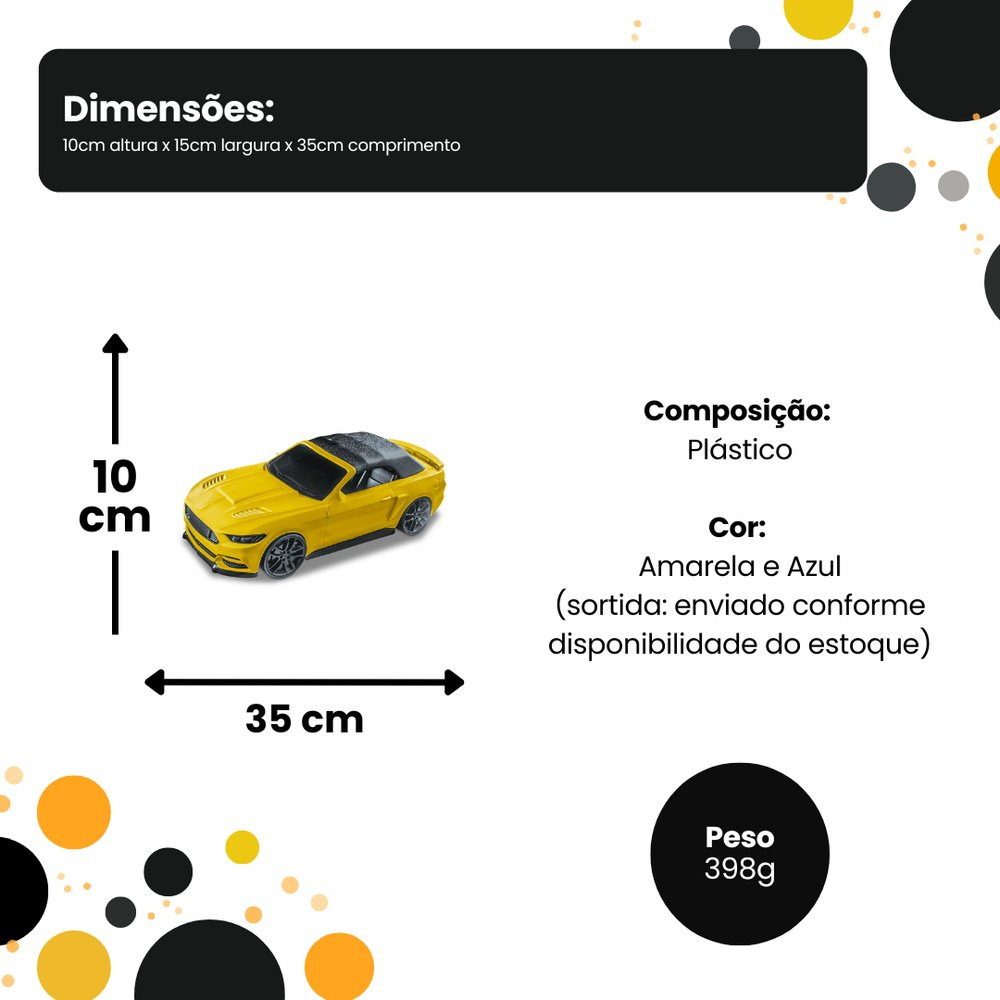 Dimensões:
10cm altura x 15cm largura x 35cm comprimento
10
cm
35 cm
Composição:
Plástico
Cor:
Amarela e Azul
(sortida: enviado conforme
disponibilidade do estoque)
Peso
398g